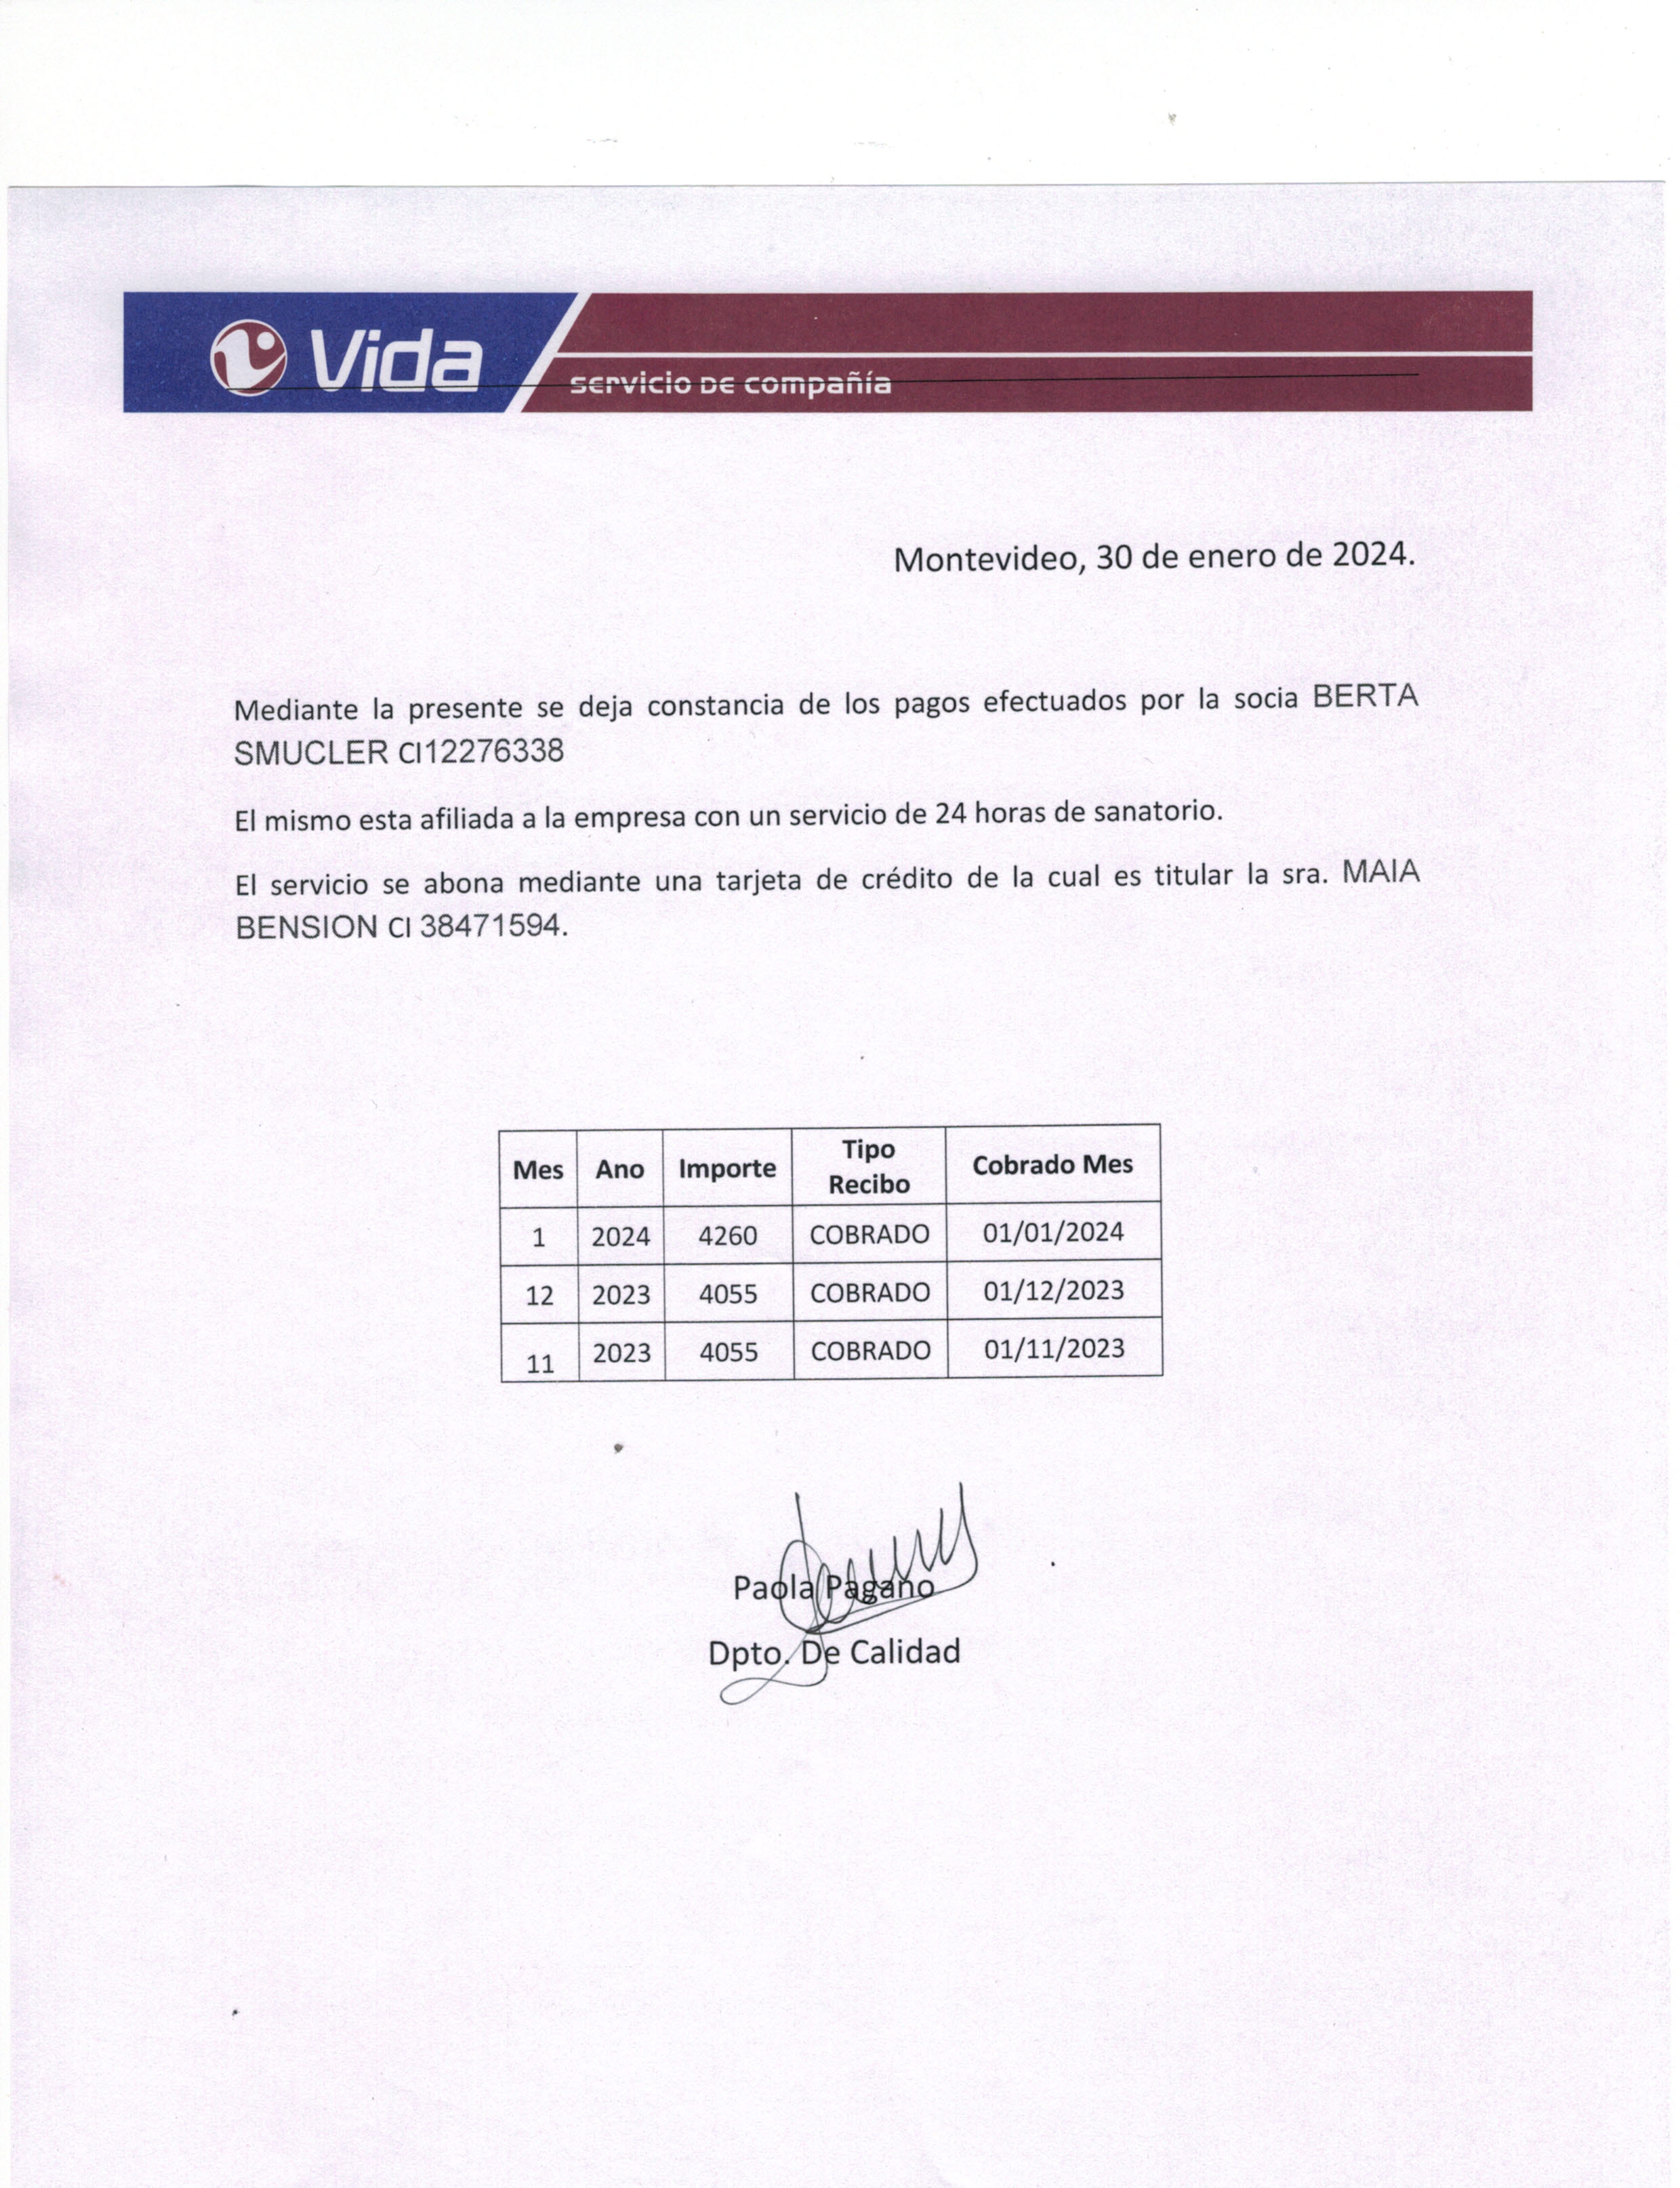 Vida
servicio de compañía
Montevideo, 30 de enero de 2024.
Mediante la presente se deja constancia de los pagos efectuados por la socia BERTA
SMUCLER CI12276338
El mismo esta afiliada a la empresa con un servicio de 24 horas de sanatorio.
El servicio se abona mediante una tarjeta de crédito de la cual es titular la sra. MAIA
BENSION CI 38471594.
Mes Ano Importe Tipo Recibo Cobrado Mes
1 2024 4260 COBRADO 01/01/2024
12 2023 4055 COBRADO 01/12/2023
11 2023 4055 COBRADO 01/11/2023
Paola Pagano
Dpto. De Calidad